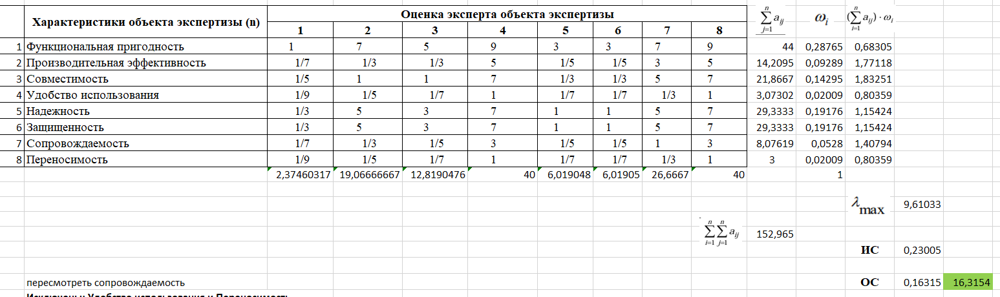 Характеристики объекта экспертизы (n) Оценка эксперта объекта экспертизы
1 2 3 4 5 6 7 8 \sum_{j=1}^{n} a_{ij} ω_i (\sum_{i=1}^{n} a_{ij}) · ω_i
1 Функциональная пригодность 1 7 5 9 3 3 7 9 44 0,28765 0,68305
2 Производительная эффективность 1/7 1/3 1/3 5 1/5 1/5 3 5 14,2095 0,09289 1,77118
3 Совместимость 1/5 1 1 7 1/3 1/3 5 7 21,8667 0,14295 1,83251
4 Удобство использования 1/9 1/5 1/7 1 1/7 1/7 1/3 1 3,07302 0,02009 0,80359
5 Надежность 1/3 5 3 7 1 1 5 7 29,3333 0,19176 1,15424
6 Защищенность 1/3 5 3 7 1 1 5 7 29,3333 0,19176 1,15424
7 Сопровождаемость 1/7 1/3 1/5 3 1/5 1/5 1 3 8,07619 0,0528 1,40794
8 Переносимость 1/9 1/5 1/7 1 1/7 1/7 1/3 1 3 0,02009 0,80359
2,37460317 19,06666667 12,8190476 40 6,019048 6,01905 26,6667 40 1
λ_max 9,61033
\sum_{i=1}^{n} \sum_{j=1}^{n} a_{ij} 152,965
ИС 0,23005
пересмотреть сопровождаемость ОС 0,16315 16,3154
Исключены: Удобство использования и Переносимость